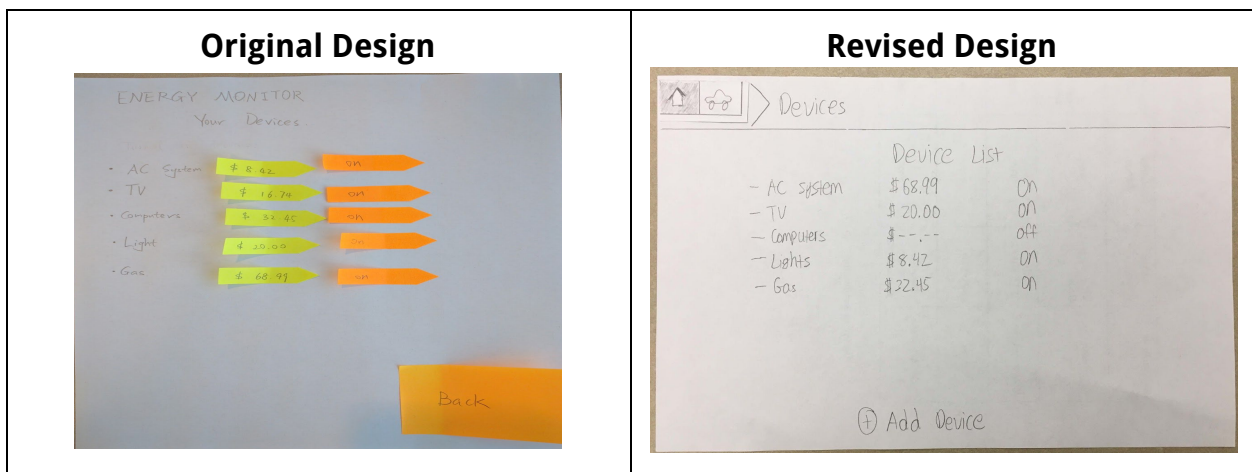 Original Design
ENERGY MONITOR
Your Devices
• AC System $ 8.42 on
• TV $ 16.74 on
• Computers $ 32.45 on
• Light $ 20.00 on
• Gas $ 68.99 on
Back
Revised Design
Devices
Device List
- AC system $68.99 On
- TV $20.00 on
- Computers $--.-- off
- Lights $8.42 on
- Gas $22.45 on
+ Add Device